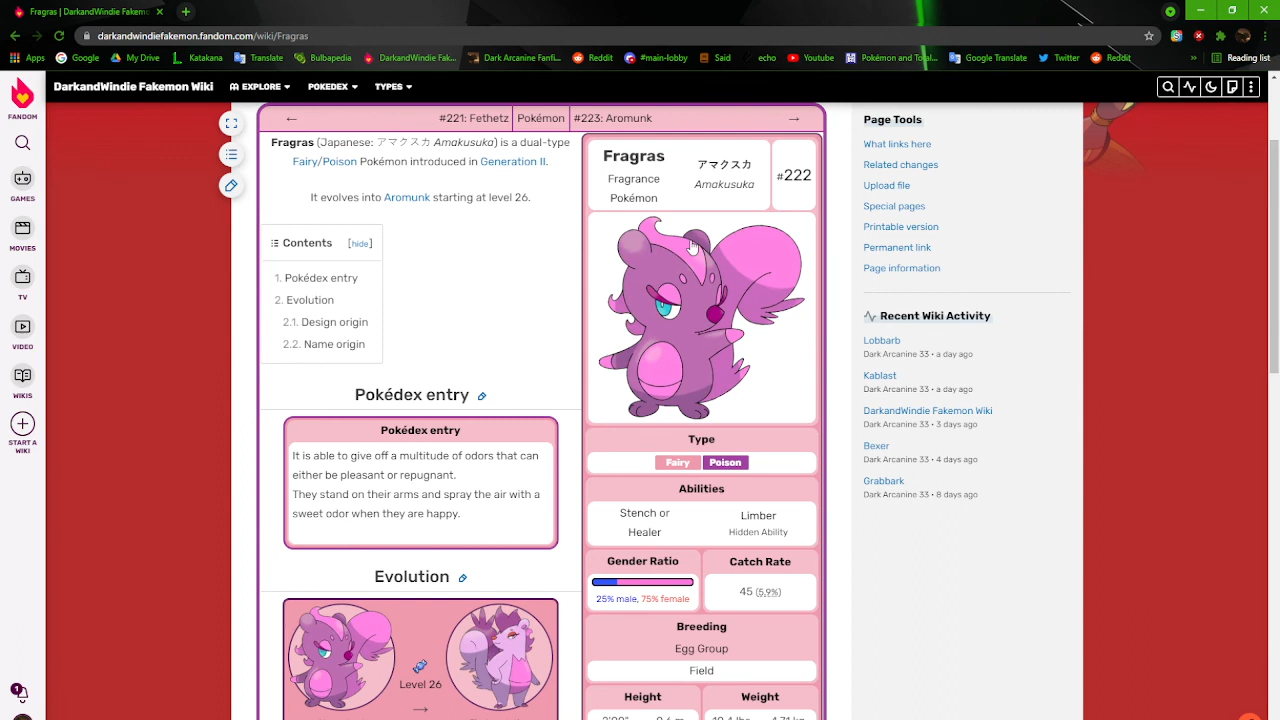 Fragras | DarkandWindie Fakemo
darkandwindiefakemon.fandom.com/wiki/Fragras
Apps Google My Drive Katakana Translate Bulbapedia DarkandWindie Fak... Dark Arcanine 33 - ... Reddit #main-lobby Said echo Youtube Pokémon and Total... Google Translate Twitter Reddit » Reading list
DarkandWindie Fakemon Wiki EXPLORE POKEDEX TYPES
FANDOM
GAMES
MOVIES
TV
VIDEO
WIKIS
START A
WIKI
1
← #221: Fethetz Pokémon #223: Aromunk →
Fragras (Japanese: アマクスカ Amakusuka) is a dual-type
Fairy/Poison Pokémon introduced in Generation II.
It evolves into Aromunk starting at level 26.
Contents [hide]
1. Pokédex entry
2. Evolution
2.1. Design origin
2.2. Name origin
Pokédex entry
Pokédex entry
It is able to give off a multitude of odors that can
either be pleasant or repugnant.
They stand on their arms and spray the air with a
sweet odor when they are happy.
Evolution
Level 26
→
Fragras
Fragrance
Pokémon
アマクスカ
Amakusuka
#222
Type
Fairy Poison
Abilities
Stench or
Healer
Limber
Hidden Ability
Gender Ratio
25% male, 75% female
Catch Rate
45 (5.9%)
Breeding
Egg Group
Field
Height
Weight
Page Tools
What links here
Related changes
Upload file
Special pages
Printable version
Permanent link
Page information
Recent Wiki Activity
Lobbarb
Dark Arcanine 33 • a day ago
Kablast
Dark Arcanine 33 • a day ago
DarkandWindie Fakemon Wiki
Dark Arcanine 33 • 3 days ago
Bexer
Dark Arcanine 33 • 4 days ago
Grabbark
Dark Arcanine 33 • 8 days ago